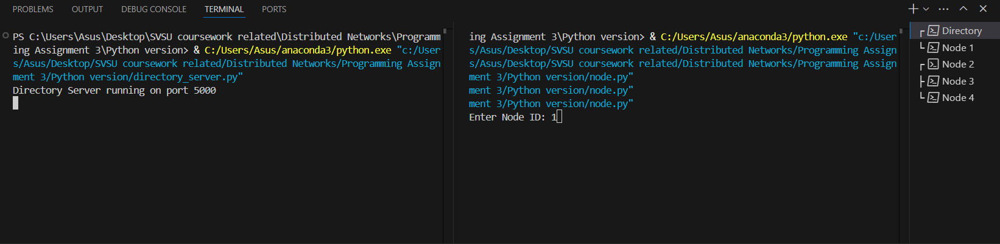 PROBLEMS OUTPUT DEBUG CONSOLE TERMINAL PORTS
PS C:\Users\Asus\Desktop\SVSU coursework related\Distributed Networks\Programm
ing Assignment 3\Python version> & C:/Users/Asus/anaconda3/python.exe "c:/User
s/Asus/Desktop/SVSU coursework related/Distributed Networks/Programming Assign
ment 3/Python version/directory_server.py"
Directory Server running on port 5000
ing Assignment 3\Python version> & C:/Users/Asus/anaconda3/python.exe "c:/User
s/Asus/Desktop/SVSU coursework related/Distributed Networks/Programming Assign
s/Asus/Desktop/SVSU coursework related/Distributed Networks/Programming Assign
ment 3/Python version/node.py"
ment 3/Python version/node.py"
ment 3/Python version/node.py"
Enter Node ID: 1
Directory
Node 1
Node 2
Node 3
Node 4